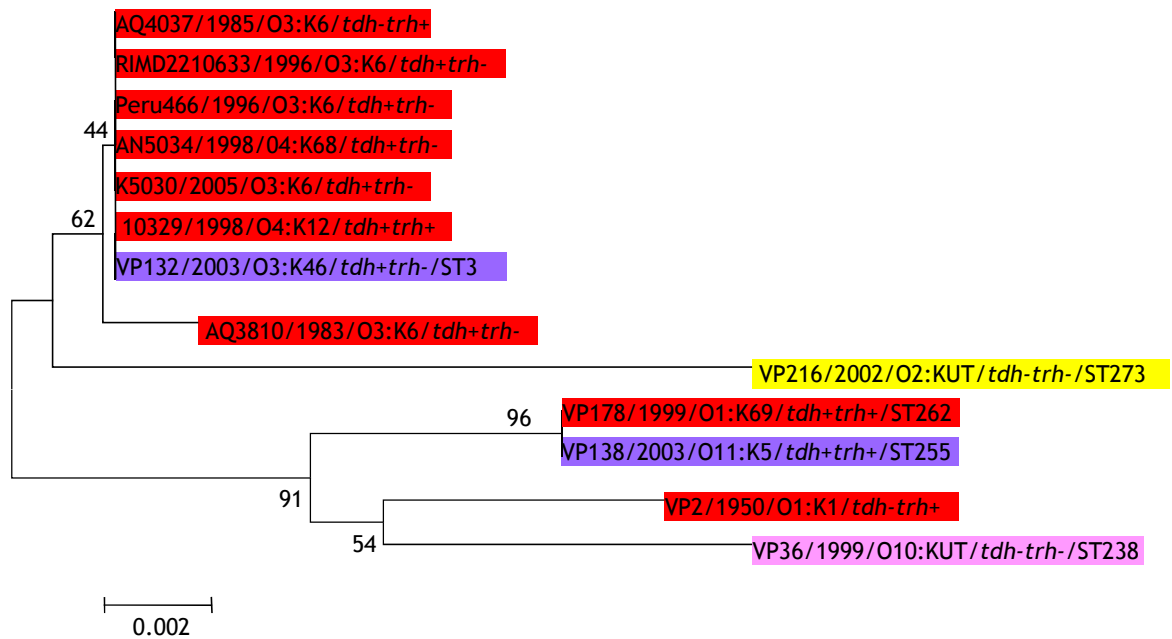 AQ4037/1985/O3:K6/tdh-trh+
RIMD2210633/1996/O3:K6/tdh+trh-
Peru466/1996/O3:K6/tdh+trh-
44
AN5034/1998/04:K68/tdh+trh-
K5030/2005/O3:K6/tdh+trh-
62
10329/1998/O4:K12/tdh+trh+
VP132/2003/O3:K46/tdh+trh-/ST3
AQ3810/1983/O3:K6/tdh+trh-
VP216/2002/O2:KUT/tdh-trh-/ST273
96
VP178/1999/O1:K69/tdh+trh+/ST262
VP138/2003/O11:K5/tdh+trh+/ST255
91
VP2/1950/O1:K1/tdh-trh+
54
VP36/1999/O10:KUT/tdh-trh-/ST238
0.002